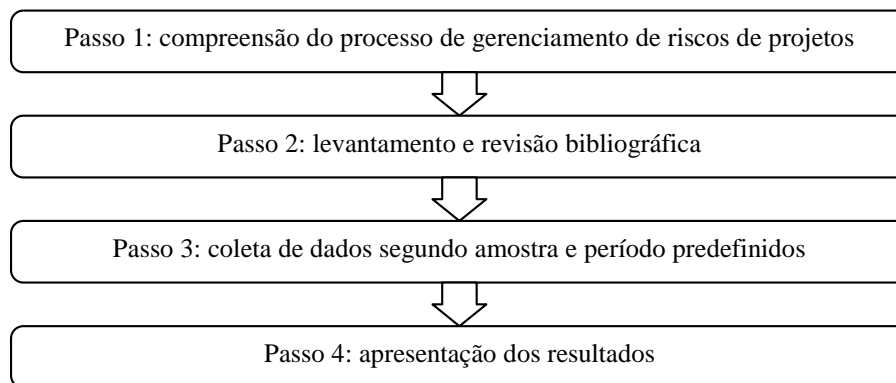 Passo 1: compreensão do processo de gerenciamento de riscos de projetos
Passo 2: levantamento e revisão bibliográfica
Passo 3: coleta de dados segundo amostra e período predefinidos
Passo 4: apresentação dos resultados